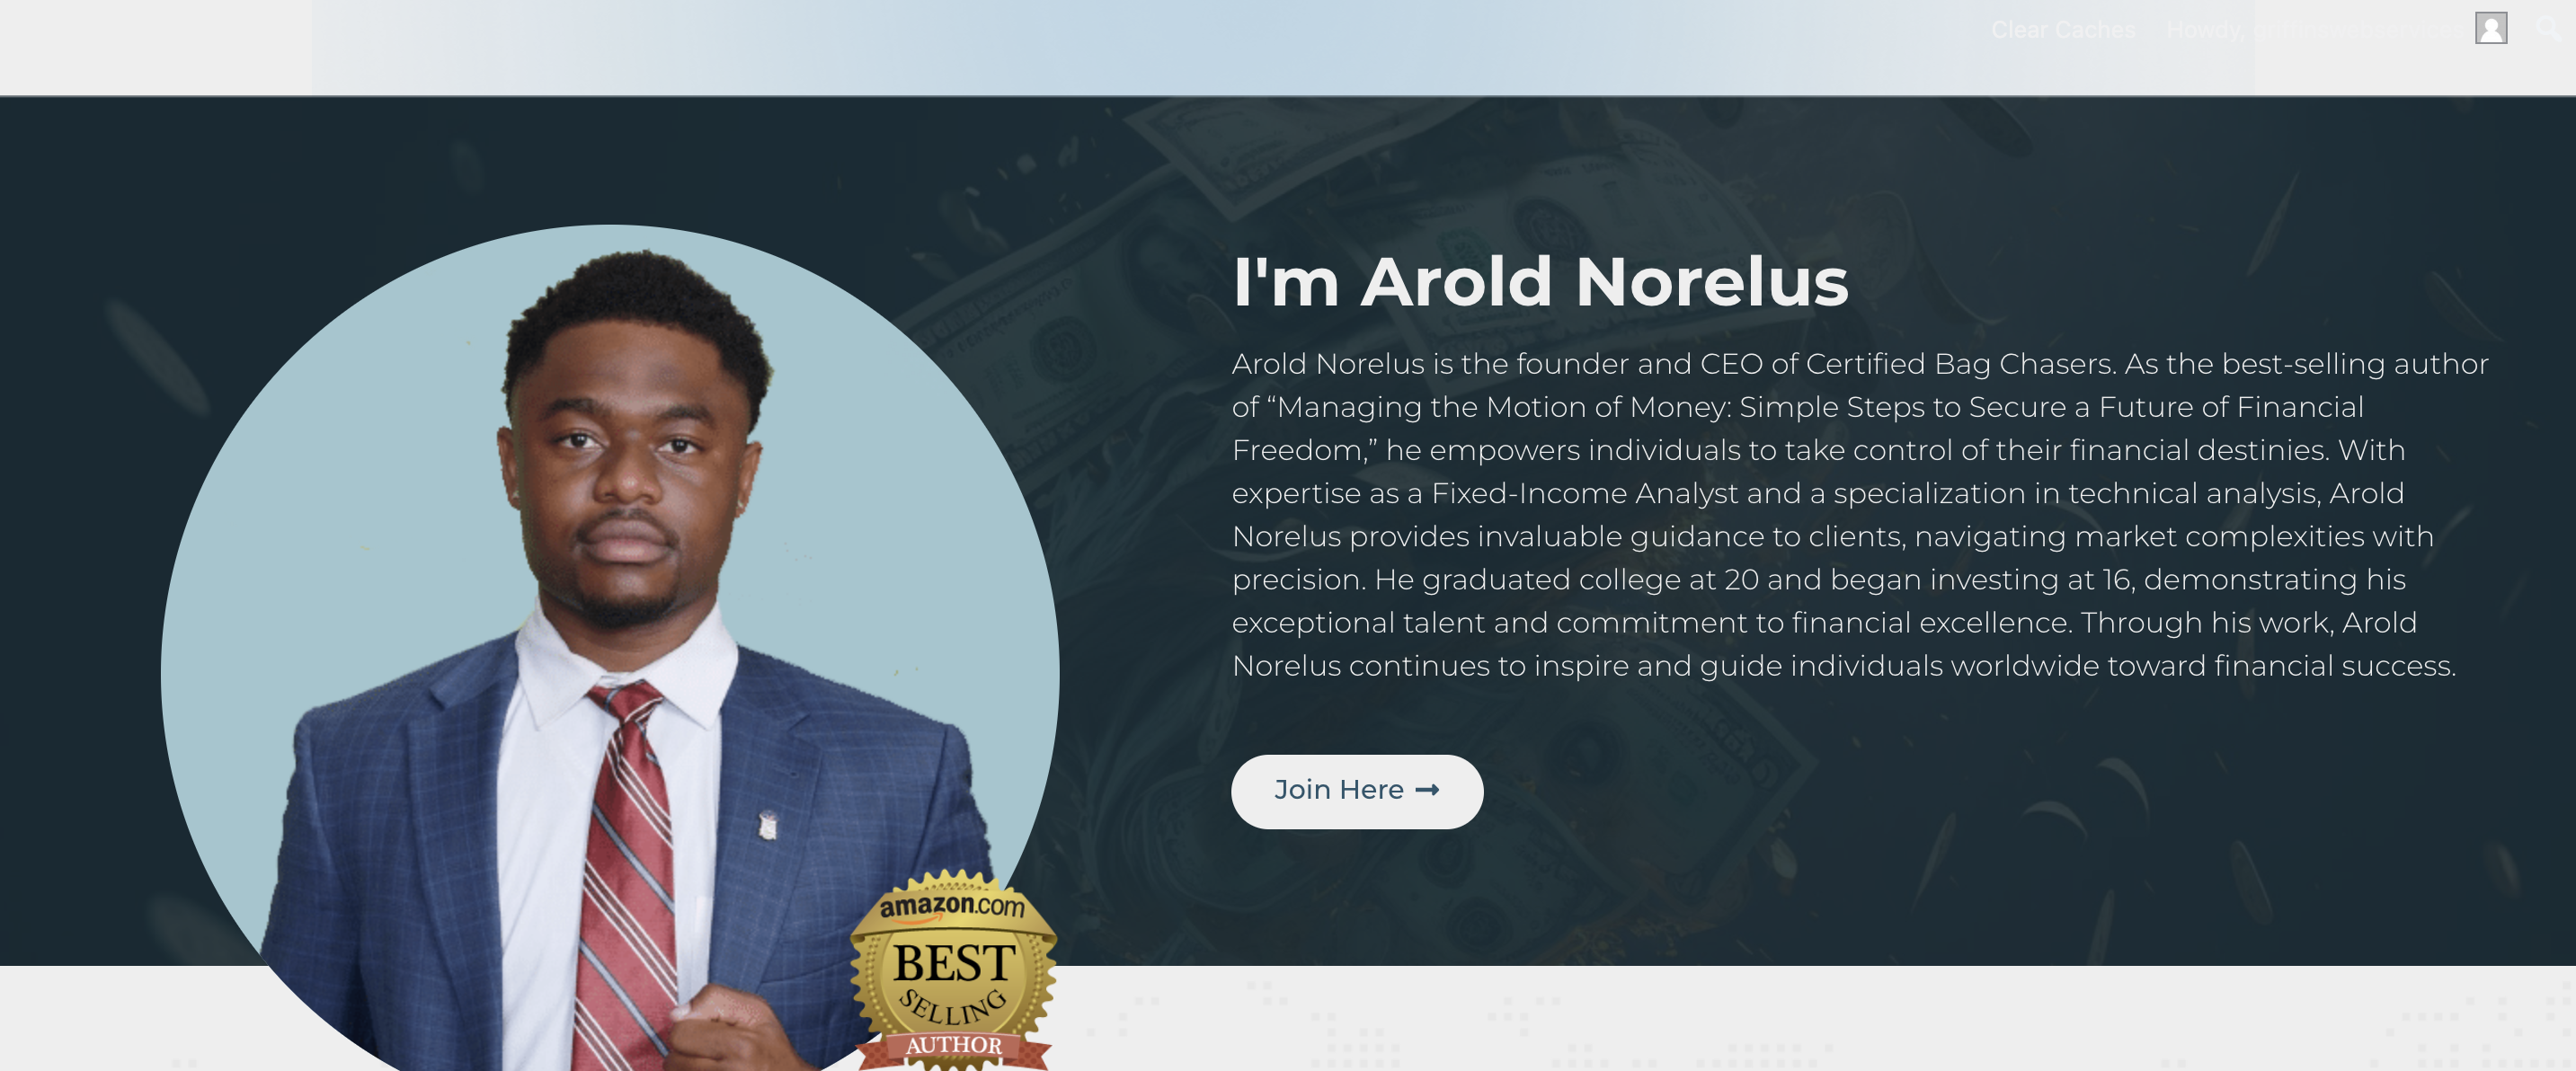 Clear Caches Howdy,
I'm Arold Norelus
Arold Norelus is the founder and CEO of Certified Bag Chasers. As the best-selling author
of “Managing the Motion of Money: Simple Steps to Secure a Future of Financial
Freedom,” he empowers individuals to take control of their financial destinies. With
expertise as a Fixed-Income Analyst and a specialization in technical analysis, Arold
Norelus provides invaluable guidance to clients, navigating market complexities with
precision. He graduated college at 20 and began investing at 16, demonstrating his
exceptional talent and commitment to financial excellence. Through his work, Arold
Norelus continues to inspire and guide individuals worldwide toward financial success.
Join Here
amazon.com
BEST
SELLING
AUTHOR